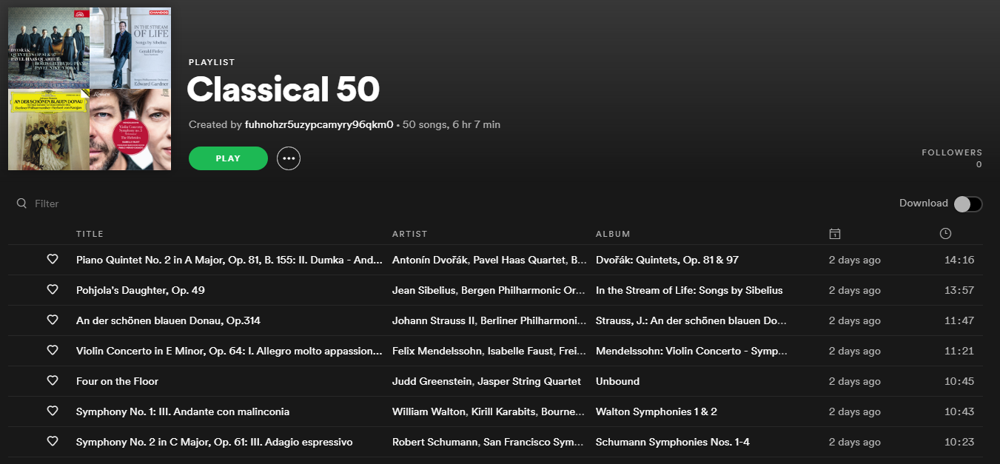 CHANDOS
DVOŘÁK
QUINTETS OP. 81 & 97
PAVEL HAAS QUARTET
BORIS GILTBURG PIANO
PAVEL NIKL VIOLA
IN THE STREAM
OF LIFE
Songs by Sibelius
Gerald Finley
Edward Gardner
AN DER SCHÖNEN BLAUEN DONAU
Berliner Philharmoniker · Herbert von Karajan
Violin Concerto
Symphony no. 5
The Hebrides
PLAYLIST
Classical 50
Created by fuhnohzr5uzypcamyry96qkm0 • 50 songs, 6 hr 7 min
PLAY
FOLLOWERS
0
Filter
Download
TITLE ARTIST ALBUM
Piano Quintet No. 2 in A Major, Op. 81, B. 155: II. Dumka - And... Antonín Dvořák, Pavel Haas Quartet, B... Dvořák: Quintets, Op. 81 & 97 2 days ago 14:16
Pohjola's Daughter, Op. 49 Jean Sibelius, Bergen Philharmonic Or... In the Stream of Life: Songs by Sibelius 2 days ago 13:57
An der schönen blauen Donau, Op.314 Johann Strauss II, Berliner Philharmoni... Strauss, J.: An der schönen blauen Do... 2 days ago 11:47
Violin Concerto in E Minor, Op. 64: I. Allegro molto appassion... Felix Mendelssohn, Isabelle Faust, Frei... Mendelssohn: Violin Concerto - Symp... 2 days ago 11:21
Four on the Floor Judd Greenstein, Jasper String Quartet Unbound 2 days ago 10:45
Symphony No. 1: III. Andante con malinconia William Walton, Kirill Karabits, Bourne... Walton Symphonies 1 & 2 2 days ago 10:43
Symphony No. 2 in C Major, Op. 61: III. Adagio espressivo Robert Schumann, San Francisco Sym... Schumann Symphonies Nos. 1-4 2 days ago 10:23